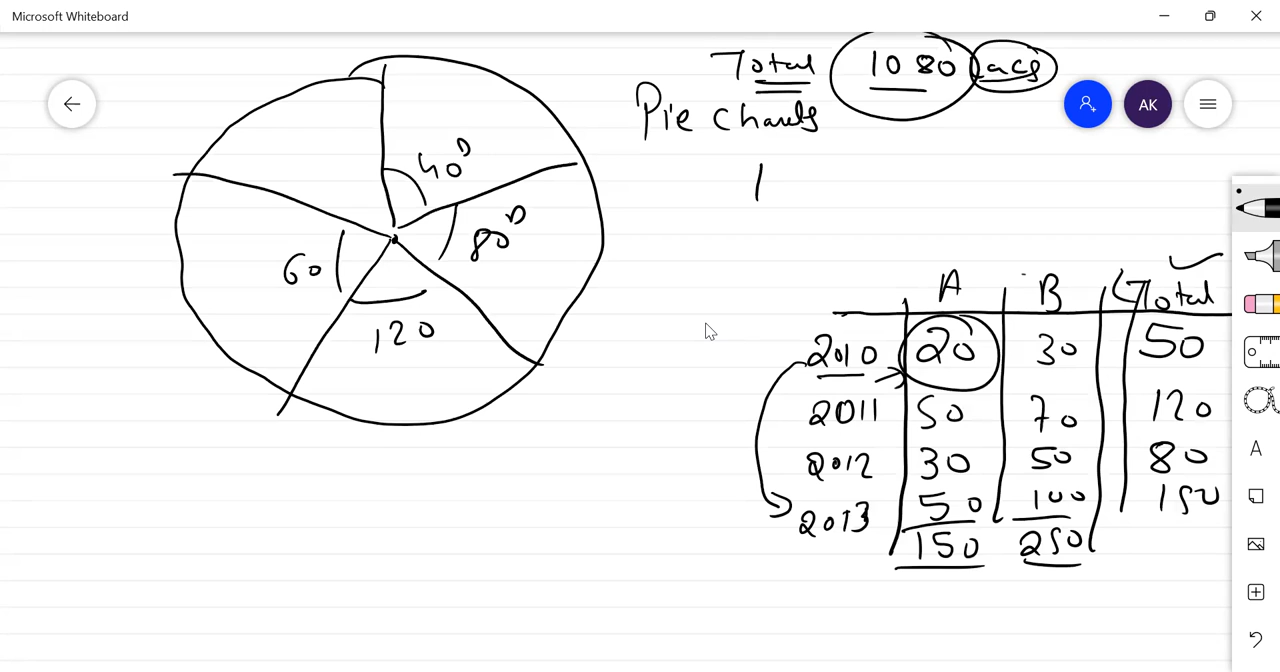 Microsoft Whiteboard
Total 1080 lacs
Pie charts
AK
40°
80°
60
120
A B Total
2010 20 30 50
2011 50 70 120
2012 30 50 80
2013 50 100 150
150 250
A